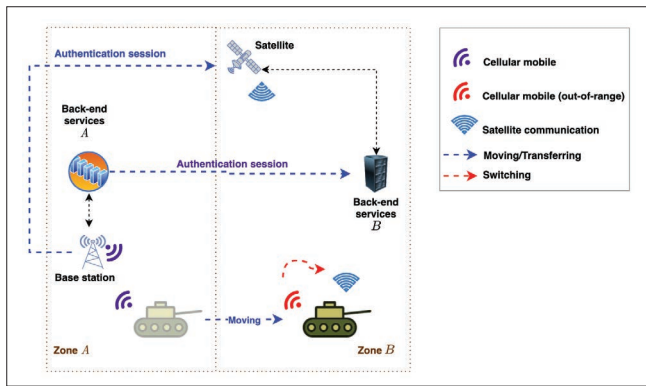 Authentication session
Satellite
Back-end
services
A
Authentication session
Back-end
services
B
Base station
Moving
Zone A
Zone B
Cellular mobile
Cellular mobile (out-of-range)
Satellite communication
Moving/Transferring
Switching